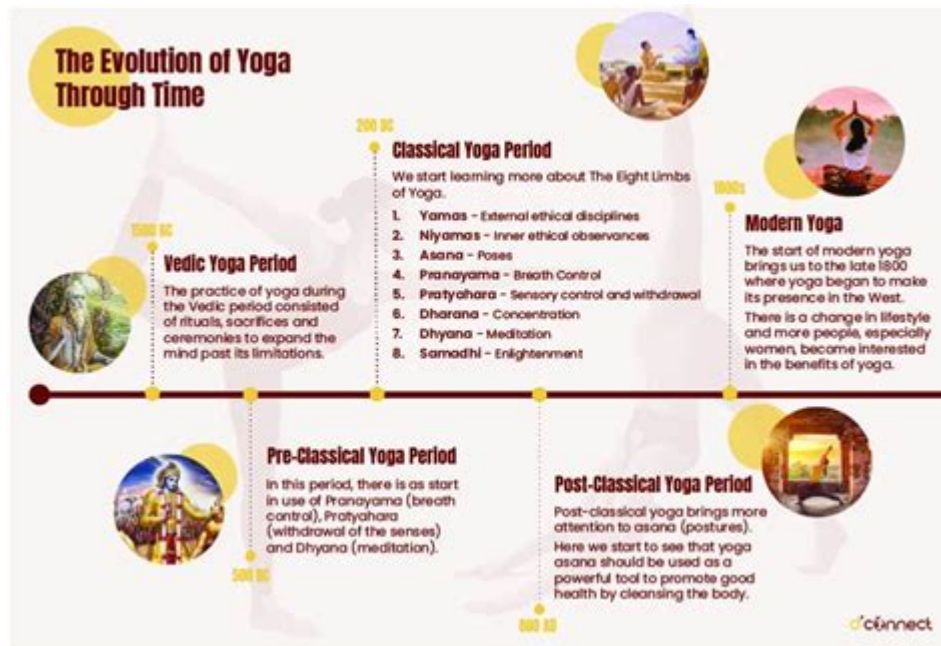 The Evolution of Yoga
Through Time
1500 BC
Vedic Yoga Period
The practice of yoga during
the Vedic period consisted
of rituals, sacrifices and
ceremonies to expand the
mind past its limitations.
500 BC
Pre-Classical Yoga Period
In this period, there is as start
in use of Pranayama (breath
control), Pratyahara
(withdrawal of the senses)
and Dhyana (meditation).
200 BC
Classical Yoga Period
We start learning more about The Eight Limbs
of Yoga.
1. Yamas - External ethical disciplines
2. Niyamas - Inner ethical observances
3. Asana - Poses
4. Pranayama - Breath Control
5. Pratyahara - Sensory control and withdrawal
6. Dharana - Concentration
7. Dhyana - Meditation
8. Samadhi - Enlightenment
800 AD
Post-Classical Yoga Period
Post-classical yoga brings more
attention to asana (postures).
Here we start to see that yoga
asana should be used as a
powerful tool to promote good
health by cleansing the body.
1800s
Modern Yoga
The start of modern yoga
brings us to the late 1800
where yoga began to make
its presence in the West.
There is a change in lifestyle
and more people, especially
women, become interested
in the benefits of yoga.
d'connect